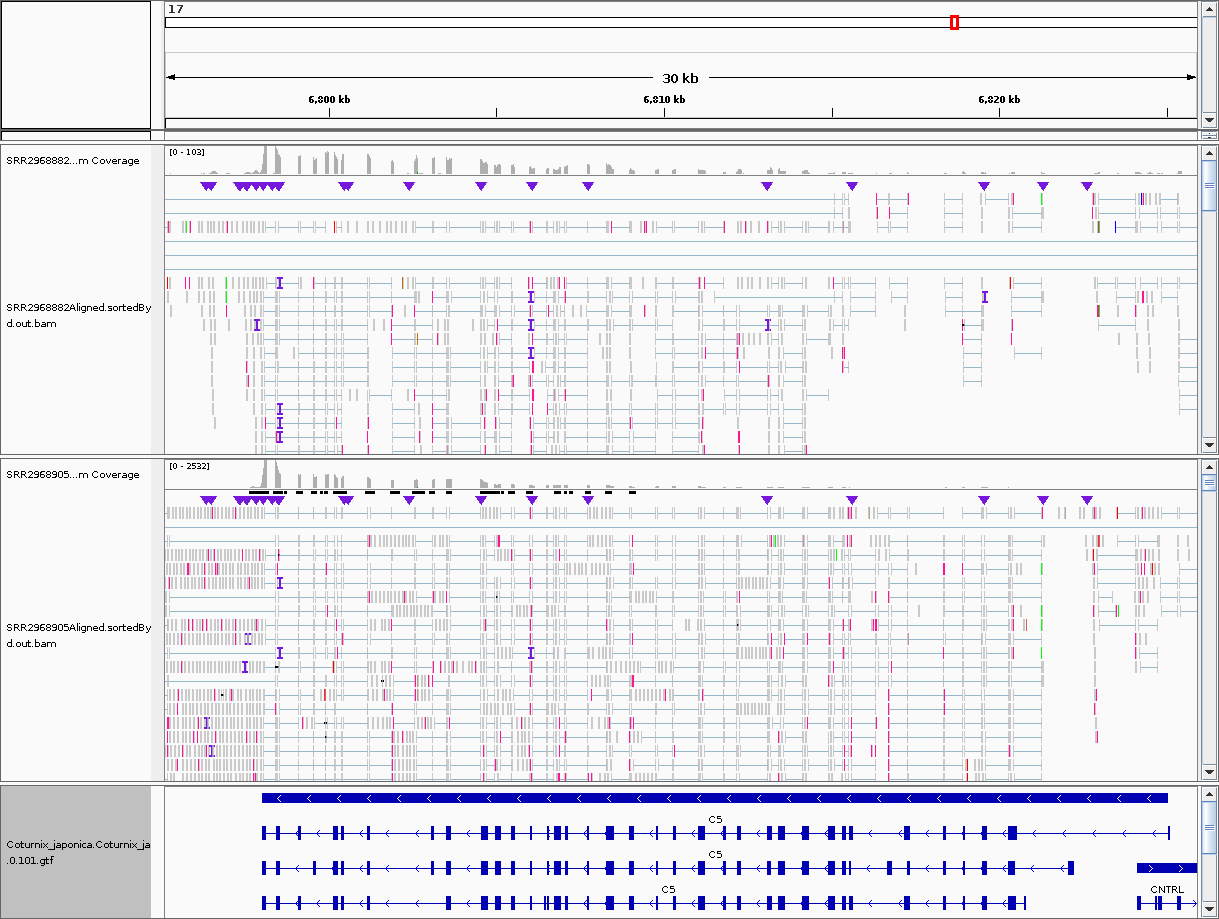 17
30 kb
6,800 kb
6,810 kb
6,820 kb
SRR2968882...m Coverage
[0 - 103]
SRR2968882Aligned.sortedBy
d.out.bam
SRR2968905...m Coverage
[0 - 2532]
SRR2968905Aligned.sortedBy
d.out.bam
Coturnix_japonica.Coturnix_ja
.0.101.gtf
C5
C5
C5
CNTRL